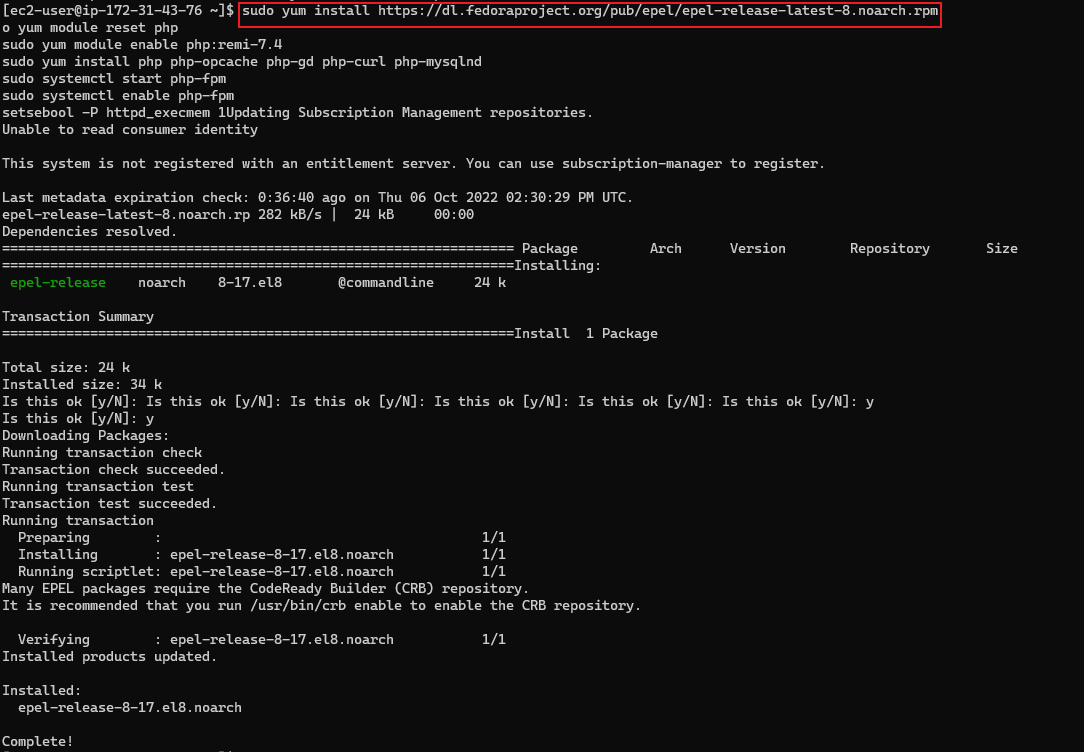 [ec2-user@ip-172-31-43-76 ~]$ sudo yum install https://dl.fedoraproject.org/pub/epel/epel-release-latest-8.noarch.rpm
o yum module reset php
sudo yum module enable php:remi-7.4
sudo yum install php php-opcache php-gd php-curl php-mysqlnd
sudo systemctl start php-fpm
sudo systemctl enable php-fpm
setsebool -P httpd_execmem 1Updating Subscription Management repositories.
Unable to read consumer identity

This system is not registered with an entitlement server. You can use subscription-manager to register.

Last metadata expiration check: 0:36:40 ago on Thu 06 Oct 2022 02:30:29 PM UTC.
epel-release-latest-8.noarch.rp 282 kB/s |  24 kB     00:00
Dependencies resolved.
================================================================ Package         Arch      Version        Repository       Size
================================================================Installing:
 epel-release    noarch    8-17.el8       @commandline     24 k

Transaction Summary
================================================================Install  1 Package

Total size: 24 k
Installed size: 34 k
Is this ok [y/N]: Is this ok [y/N]: Is this ok [y/N]: Is this ok [y/N]: Is this ok [y/N]: Is this ok [y/N]: y
Is this ok [y/N]: y
Downloading Packages:
Running transaction check
Transaction check succeeded.
Running transaction test
Transaction test succeeded.
Running transaction
  Preparing        :                                        1/1
  Installing       : epel-release-8-17.el8.noarch           1/1
  Running scriptlet: epel-release-8-17.el8.noarch           1/1
Many EPEL packages require the CodeReady Builder (CRB) repository.
It is recommended that you run /usr/bin/crb enable to enable the CRB repository.

  Verifying        : epel-release-8-17.el8.noarch           1/1
Installed products updated.

Installed:
  epel-release-8-17.el8.noarch

Complete!